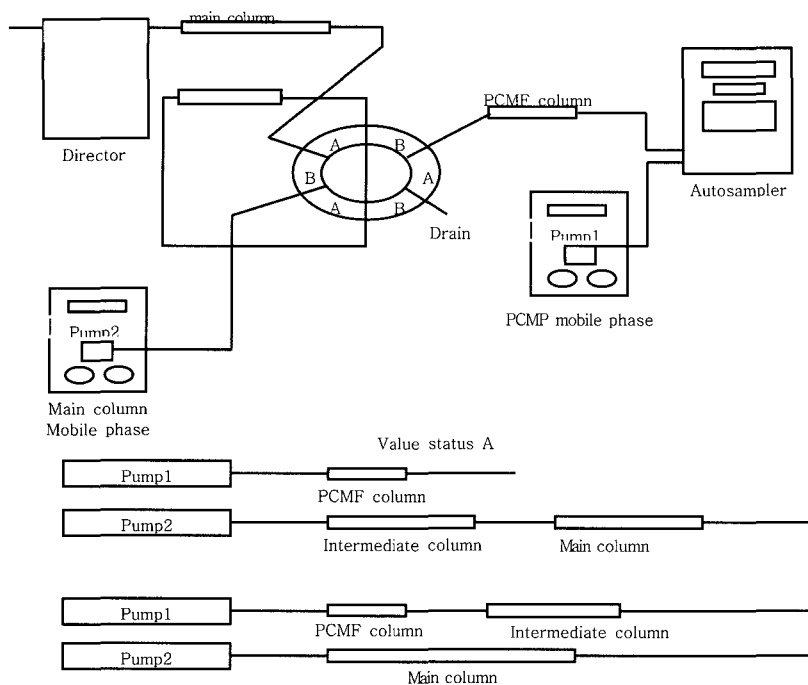 main column
PCMF column
Director
Autosampler
A
B
B
A
A
B
Drain
Pump1
PCMP mobile phase
Pump2
Main column
Mobile phase
Value status A
Pump1
PCMF column
Pump2
Intermediate column
Main column
Pump1
PCMF column
Intermediate column
Pump2
Main column